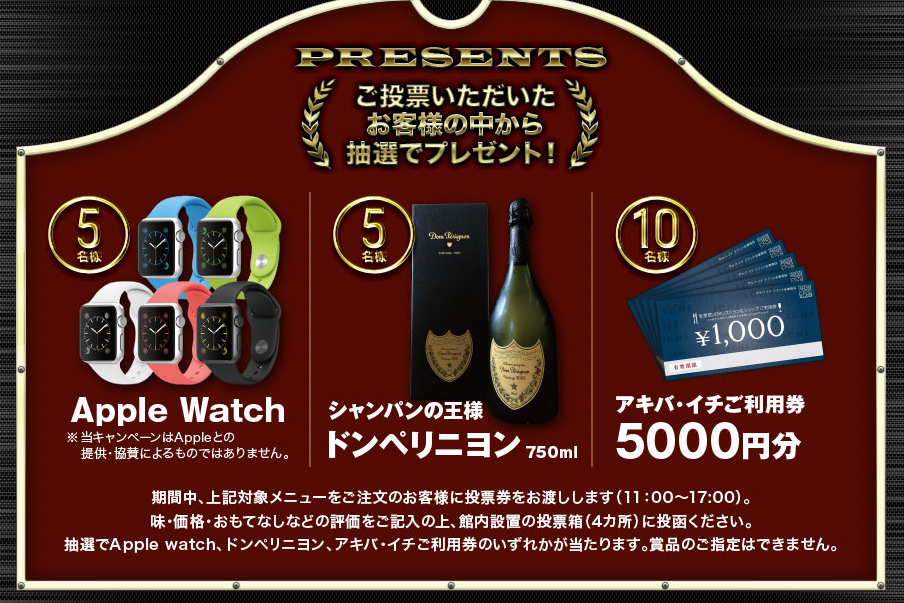 PRESENTS
ご投票いただいた
お客様の中から
抽選でプレゼント!
5
名様
Apple Watch
※当キャンペーンはAppleとの
提供・協賛によるものではありません。
5
名様
Dom Pérignon
シャンパンの王様
ドンペリニヨン 750ml
10
名様
¥1,000
有効期限
アキバ・イチご利用券
5000円分
期間中、上記対象メニューをご注文のお客様に投票券をお渡しします(11:00〜17:00)。
味・価格・おもてなしなどの評価をご記入の上、館内設置の投票箱(4カ所)に投函ください。
抽選でApple watch、ドンペリニヨン、アキバ・イチご利用券のいずれかが当たります。賞品のご指定はできません。